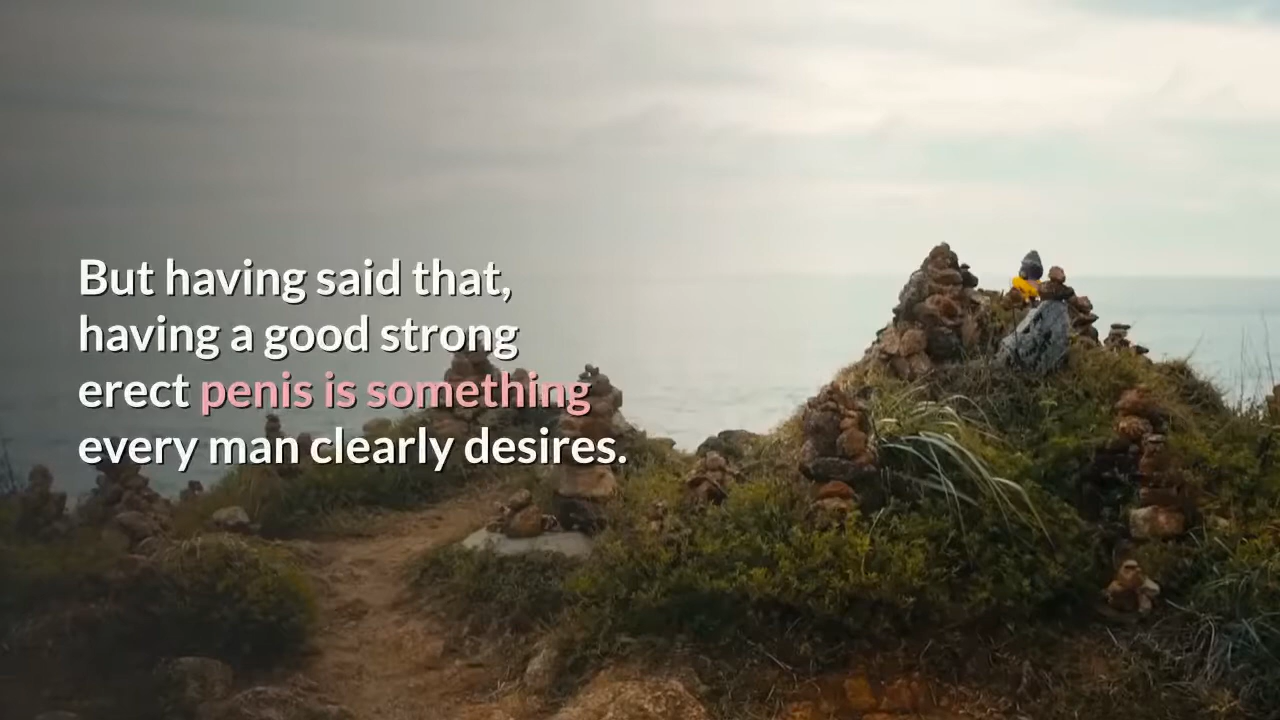 But having said that,
having a good strong
erect penis is something
every man clearly desires.